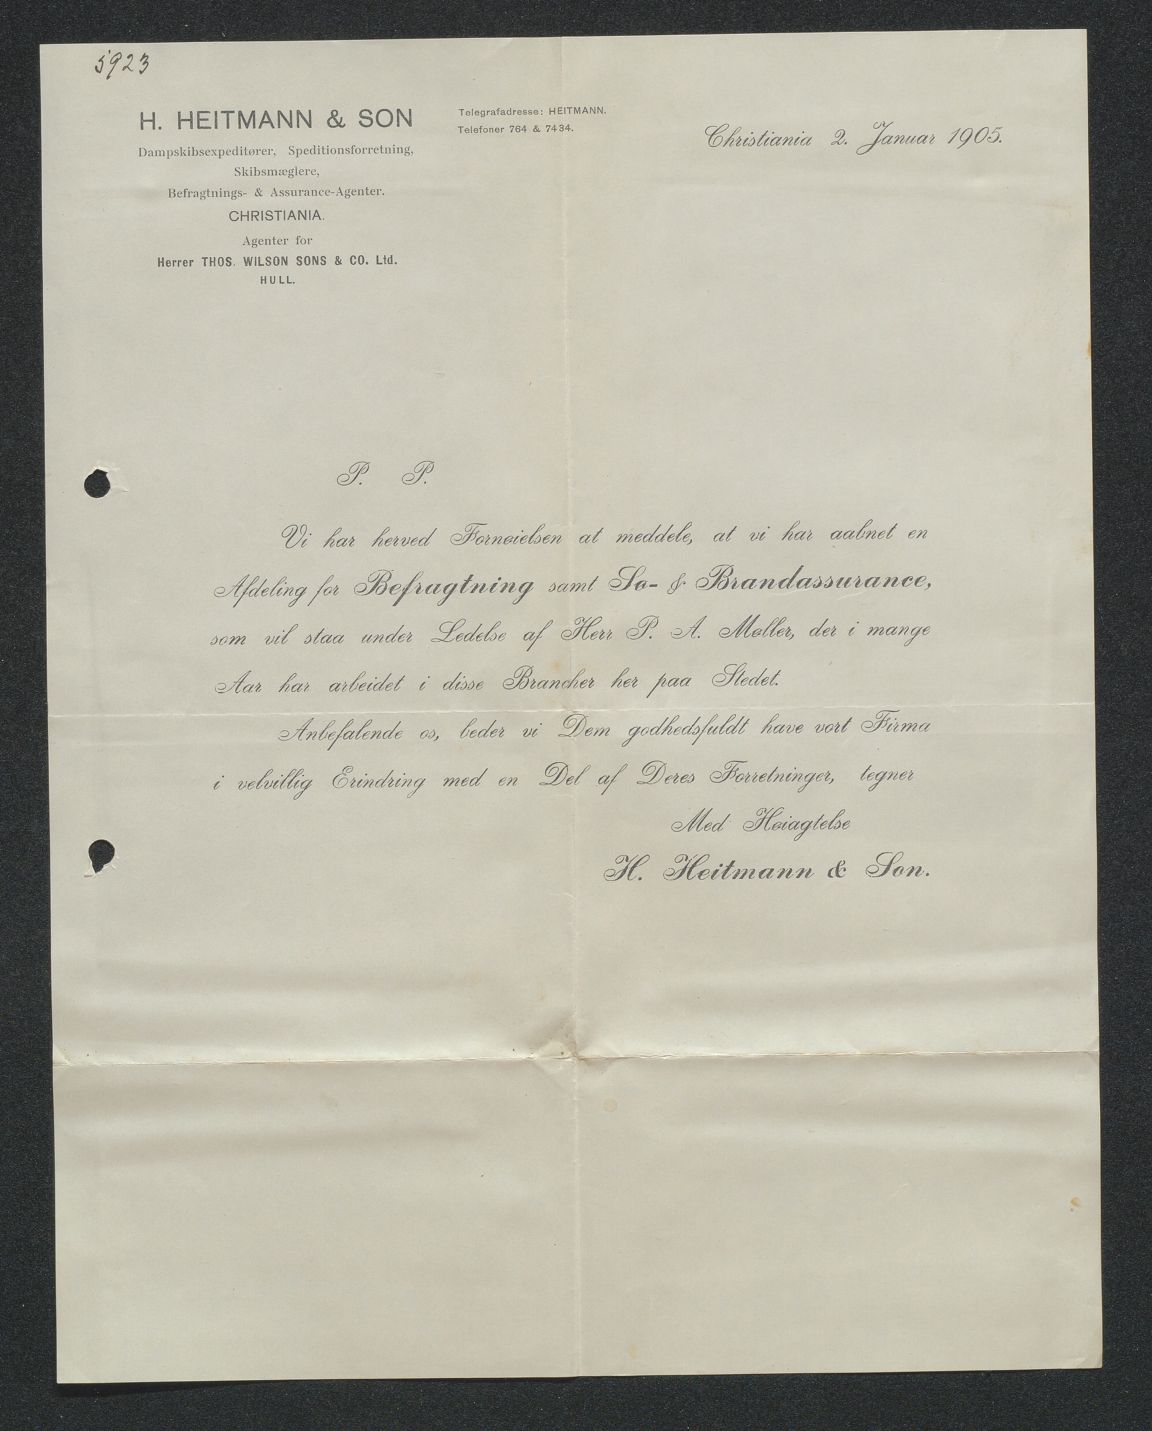 5923
H. HEITMANN & SON
Telegrafadresse: HEITMANN.
Telefoner 764 & 7434.
Christiania 2. Januar 1905.
Dampskibsexpeditører, Speditionsforretning,
Skibsmæglere,
Befragtnings- & Assurance-Agenter.
CHRISTIANIA.
Agenter for
Herrer THOS. WILSON SONS & CO. Ltd.
HULL.
P. P.
Vi har herved Fornøielsen at meddele, at vi har aabnet en
Afdeling for Befragtning samt Sø- & Brandassurance,
som vil staa under Ledelse af Herr P. A. Møller, der i mange
Aar har arbeidet i disse Brancher her paa Stedet.
Anbefalende os, beder vi Dem godhedsfuldt have vort Firma
i velvillig Erindring med en Del af Deres Forretninger, tegner
Med Høiagtelse
H. Heitmann & Son.